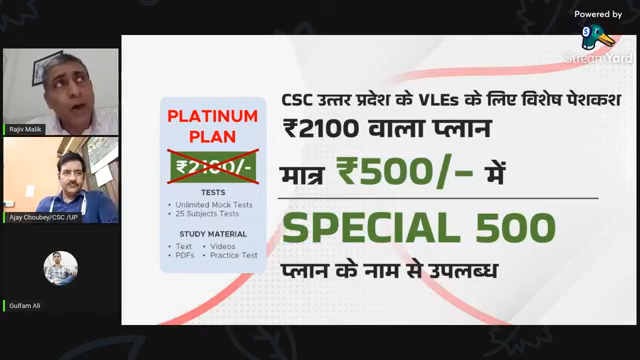 Powered by
StreamYard
Rajiv Malik
Ajay Choubey/CSC /UP
Gulfam Ali
PLATINUM
PLAN
₹2100/-
TESTS
• Unlimited Mock Tests
• 25 Subjects Tests
STUDY MATERIAL
• Text • Videos
• PDFs • Practice Test
CSC उत्तर प्रदेश के VLEs के लिए विशेष पेशकश
₹2100 वाला प्लान
मात्र ₹500/- में
SPECIAL 500
प्लान के नाम से उपलब्ध